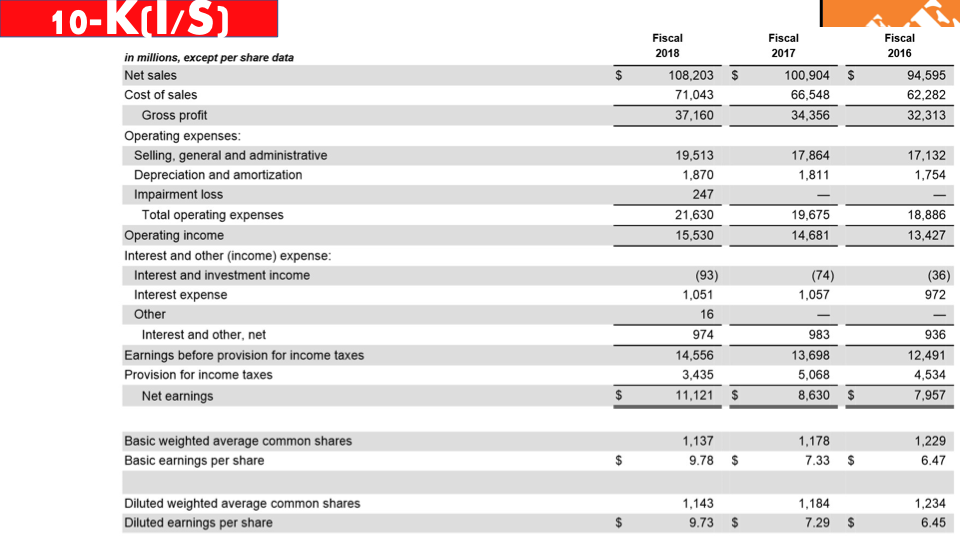 10-K(I/S)
Fiscal Fiscal Fiscal
in millions, except per share data 2018 2017 2016
Net sales $ 108,203 $ 100,904 $ 94,595
Cost of sales 71,043 66,548 62,282
Gross profit 37,160 34,356 32,313
Operating expenses:
Selling, general and administrative 19,513 17,864 17,132
Depreciation and amortization 1,870 1,811 1,754
Impairment loss 247 — —
Total operating expenses 21,630 19,675 18,886
Operating income 15,530 14,681 13,427
Interest and other (income) expense:
Interest and investment income (93) (74) (36)
Interest expense 1,051 1,057 972
Other 16 — —
Interest and other, net 974 983 936
Earnings before provision for income taxes 14,556 13,698 12,491
Provision for income taxes 3,435 5,068 4,534
Net earnings $ 11,121 $ 8,630 $ 7,957
Basic weighted average common shares 1,137 1,178 1,229
Basic earnings per share $ 9.78 $ 7.33 $ 6.47
Diluted weighted average common shares 1,143 1,184 1,234
Diluted earnings per share $ 9.73 $ 7.29 $ 6.45